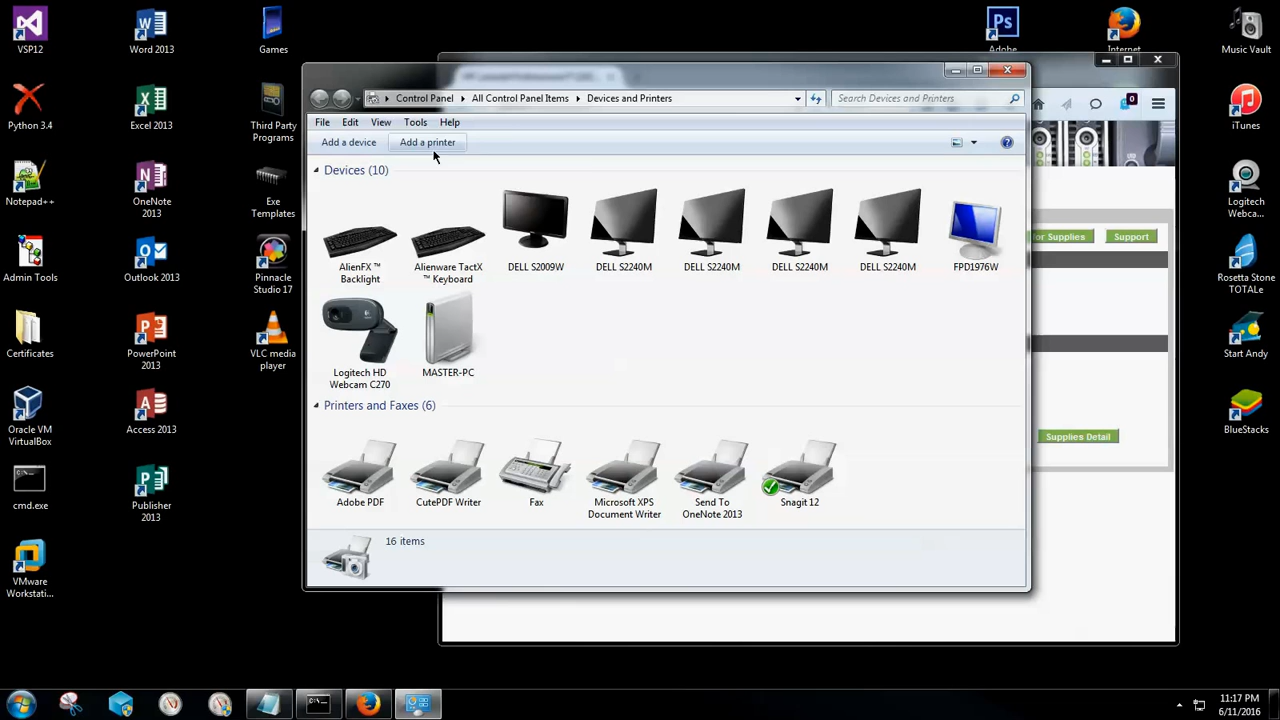 VSP12
Word 2013
Games
Adobe
Internet
Music Vault
Python 3.4
Excel 2013
Third Party
Programs
iTunes
Notepad++
OneNote
2013
Exe
Templates
Logitech
Webca...
Admin Tools
Outlook 2013
Pinnacle
Studio 17
Rosetta Stone
TOTALe
Certificates
PowerPoint
2013
VLC media
player
Start Andy
Oracle VM
VirtualBox
Access 2013
BlueStacks
cmd.exe
Publisher
2013
VMware
Workstati...
Control Panel
All Control Panel Items
Devices and Printers
Search Devices and Printers
File Edit View Tools Help
Add a device
Add a printer
Devices (10)
AlienFX ™
Backlight
Alienware TactX
™ Keyboard
DELL S2009W
DELL S2240M
DELL S2240M
DELL S2240M
DELL S2240M
FPD1976W
Logitech HD
Webcam C270
MASTER-PC
Printers and Faxes (6)
Adobe PDF
CutePDF Writer
Fax
Microsoft XPS
Document Writer
Send To
OneNote 2013
Snagit 12
16 items
0
Supplies
Support
Supplies Detail
Ps
11:17 PM
6/11/2016